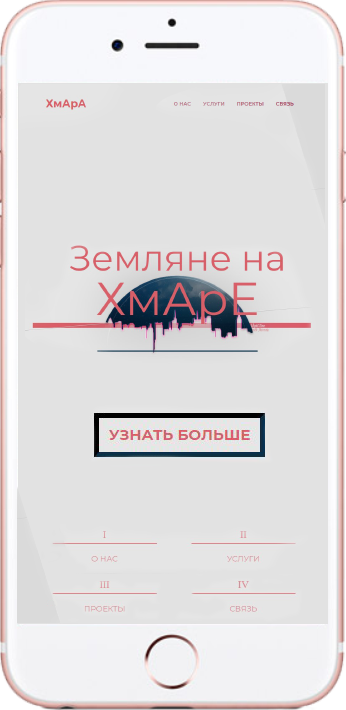 ХмАрА
О НАС УСЛУГИ ПРОЕКТЫ СВЯЗЬ
Земляне на
ХмАрЕ
УЗНАТЬ БОЛЬШЕ
I II
О НАС УСЛУГИ
III IV
ПРОЕКТЫ СВЯЗЬ